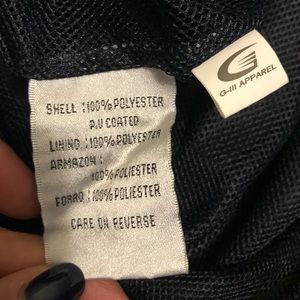 G-III APPAREL
SHELL :100% POLYESTER
P.U COATED
LINING :100% POLYESTER
ARMAZON :
100% POLIESTER
FORRO :100% POLIESTER
CARE ON REVERSE